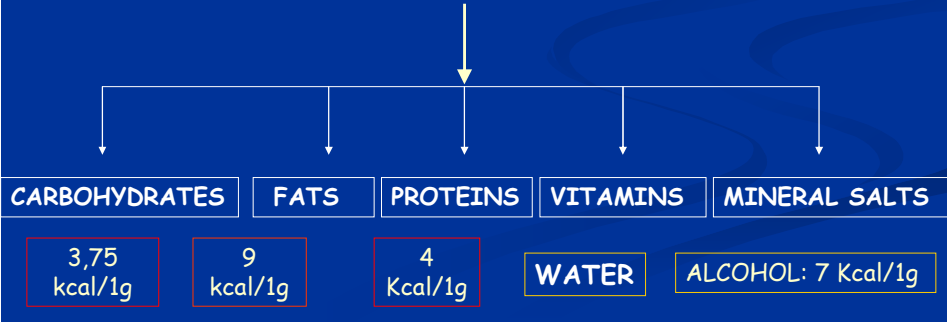 CARBOHYDRATES FATS PROTEINS VITAMINS MINERAL SALTS
3,75
kcal/1g
9
kcal/1g
4
Kcal/1g
WATER
ALCOHOL: 7 Kcal/1g